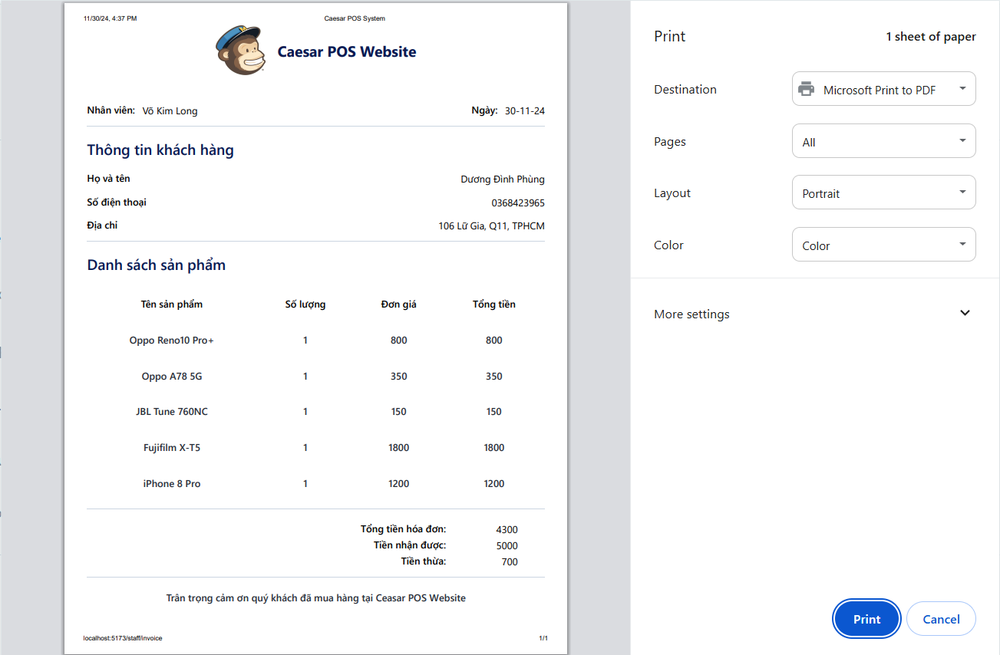 11/30/24, 4:37 PM Caesar POS System
Caesar POS Website
Nhân viên: Võ Kim Long Ngày: 30-11-24
Thông tin khách hàng
Họ và tên Dương Đình Phùng
Số điện thoại 0368423965
Địa chỉ 106 Lữ Gia, Q11, TPHCM
Danh sách sản phẩm
Tên sản phẩm Số lượng Đơn giá Tổng tiền
Oppo Reno10 Pro+ 1 800 800
Oppo A78 5G 1 350 350
JBL Tune 760NC 1 150 150
Fujifilm X-T5 1 1800 1800
iPhone 8 Pro 1 1200 1200
Tổng tiền hóa đơn: 4300
Tiền nhận được: 5000
Tiền thừa: 700
Trân trọng cảm ơn quý khách đã mua hàng tại Ceasar POS Website
localhost:5173/staff/invoice 1/1
Print 1 sheet of paper
Destination Microsoft Print to PDF
Pages All
Layout Portrait
Color Color
More settings
Print Cancel